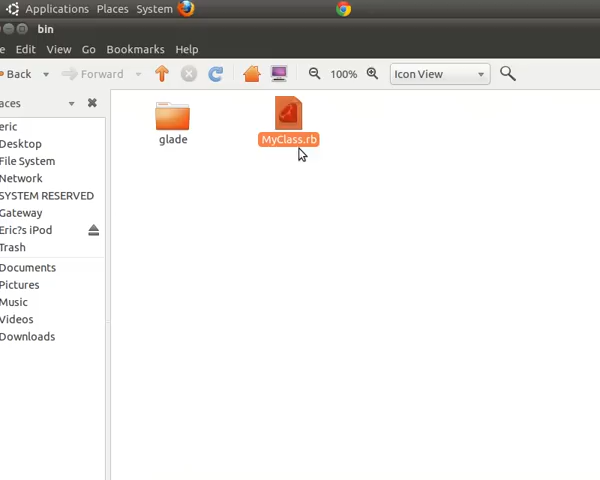 Applications Places System
bin
e Edit View Go Bookmarks Help
Back Forward 100% Icon View
aces
eric
Desktop
File System
Network
SYSTEM RESERVED
Gateway
Eric?s iPod
Trash
Documents
Pictures
Music
Videos
Downloads
glade MyClass.rb